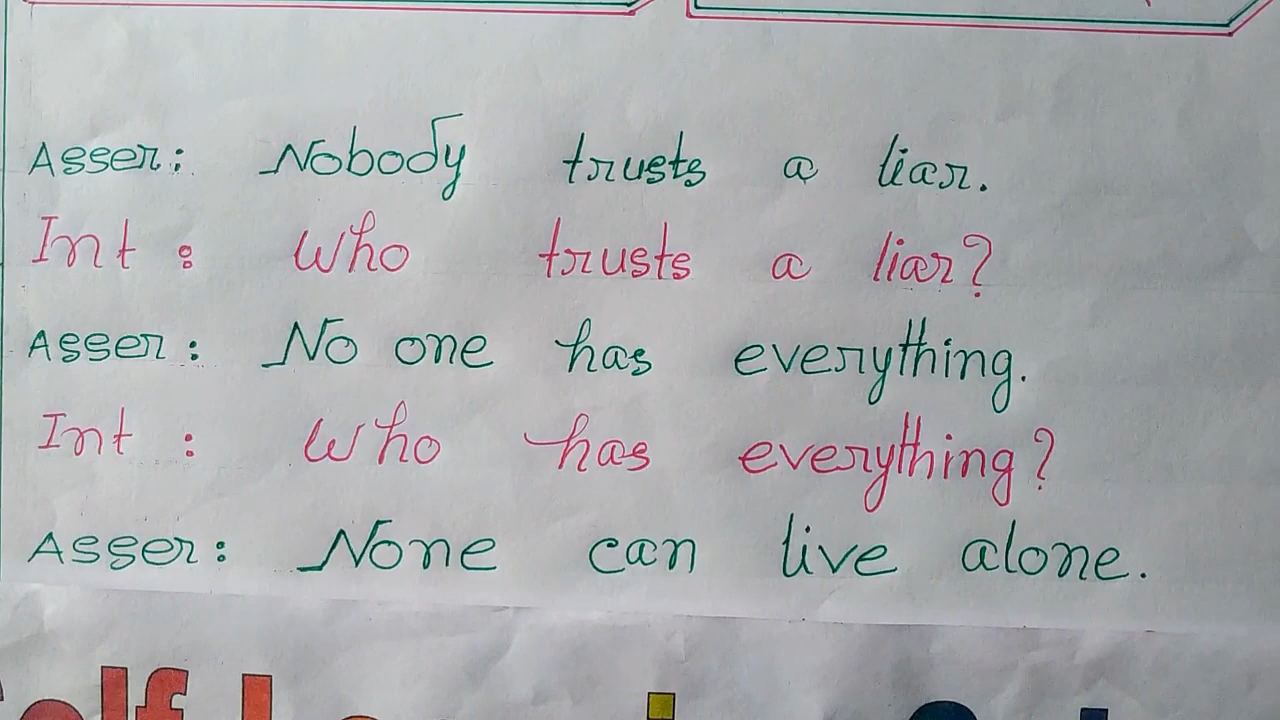 Asser: Nobody trusts a liar.
Int : Who trusts a liar?
Asser: No one has everything.
Int : Who has everything?
Asser: None can live alone.